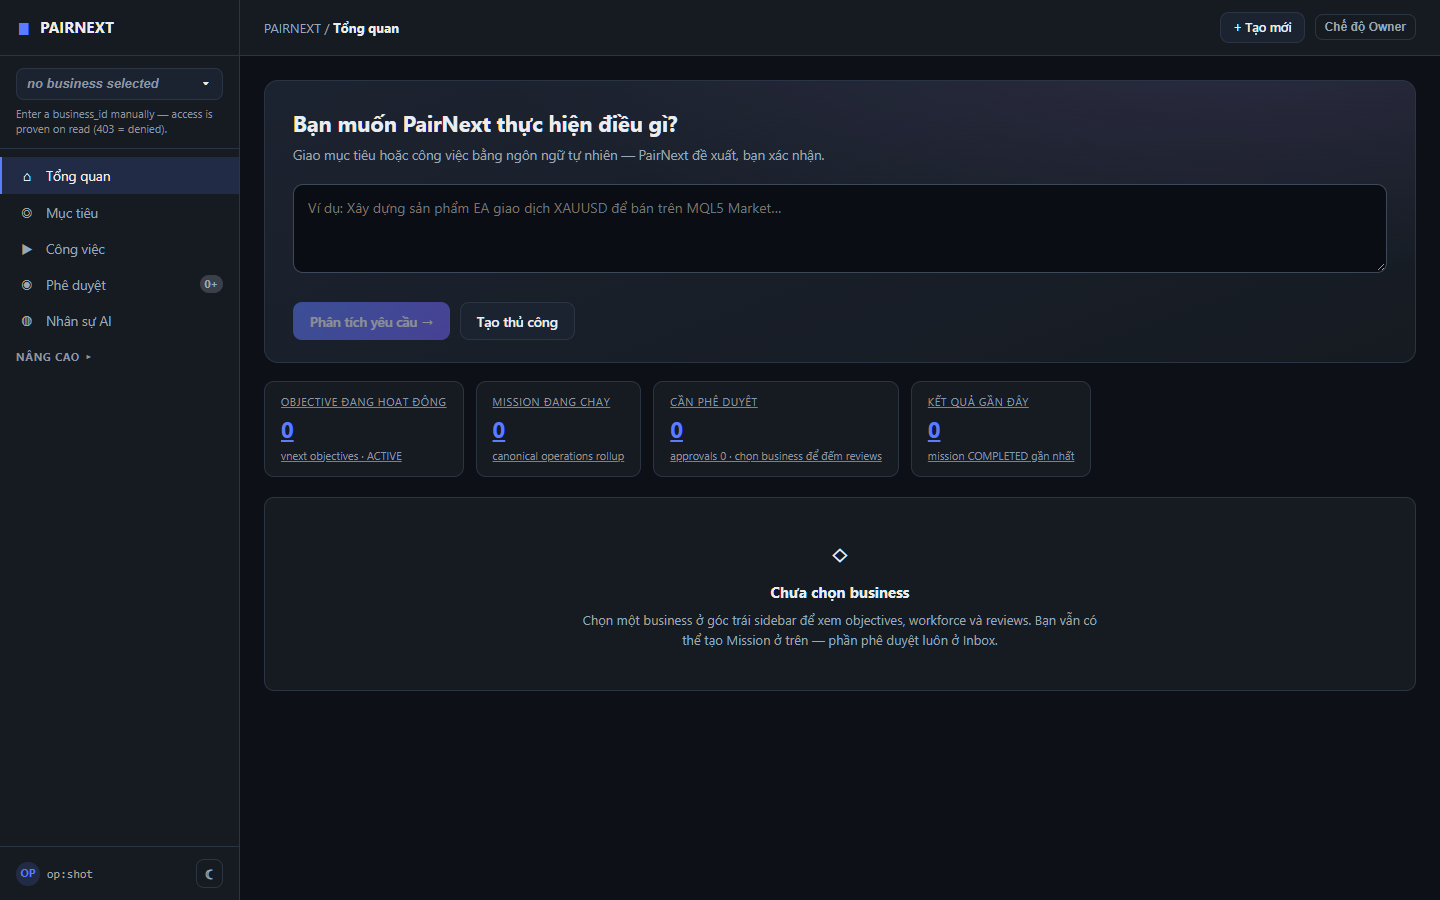 PAIRNEXT
no business selected
Enter a business_id manually — access is
proven on read (403 = denied).
Tổng quan
Mục tiêu
Công việc
Phê duyệt 0+
Nhân sự AI
NÂNG CAO
OP op:shot
PAIRNEXT / Tổng quan
+ Tạo mới
Chế độ Owner
Bạn muốn PairNext thực hiện điều gì?
Giao mục tiêu hoặc công việc bằng ngôn ngữ tự nhiên — PairNext đề xuất, bạn xác nhận.
Ví dụ: Xây dựng sản phẩm EA giao dịch XAUUSD để bán trên MQL5 Market...
Phân tích yêu cầu →
Tạo thủ công
OBJECTIVE ĐANG HOẠT ĐỘNG
0
vnext objectives · ACTIVE
MISSION ĐANG CHẠY
0
canonical operations rollup
CẦN PHÊ DUYỆT
0
approvals 0 · chọn business để đếm reviews
KẾT QUẢ GẦN ĐÂY
0
mission COMPLETED gần nhất
Chưa chọn business
Chọn một business ở góc trái sidebar để xem objectives, workforce và reviews. Bạn vẫn có
thể tạo Mission ở trên — phần phê duyệt luôn ở Inbox.